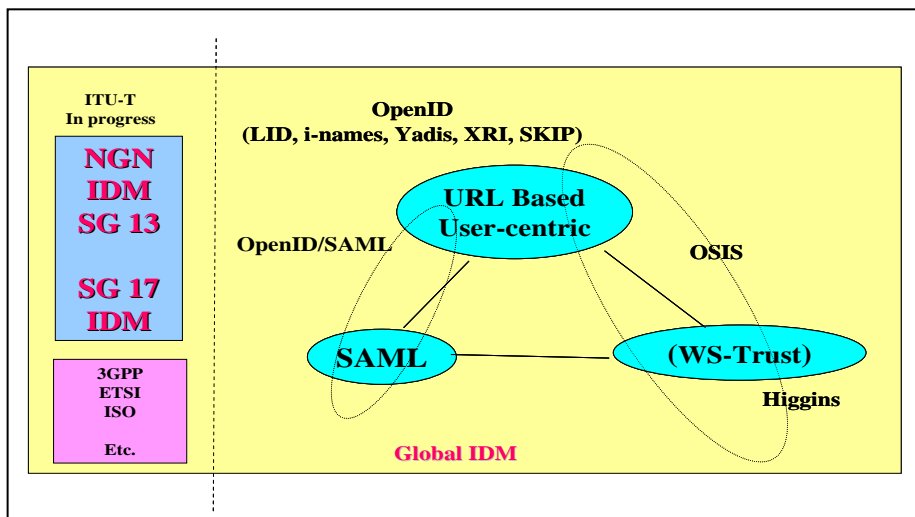 ITU-T
In progress
NGN
IDM
SG 13
SG 17
IDM
3GPP
ETSI
ISO
Etc.
OpenID
(LID, i-names, Yadis, XRI, SKIP)
URL Based
User-centric
OpenID/SAML
OSIS
SAML
(WS-Trust)
Higgins
Global IDM